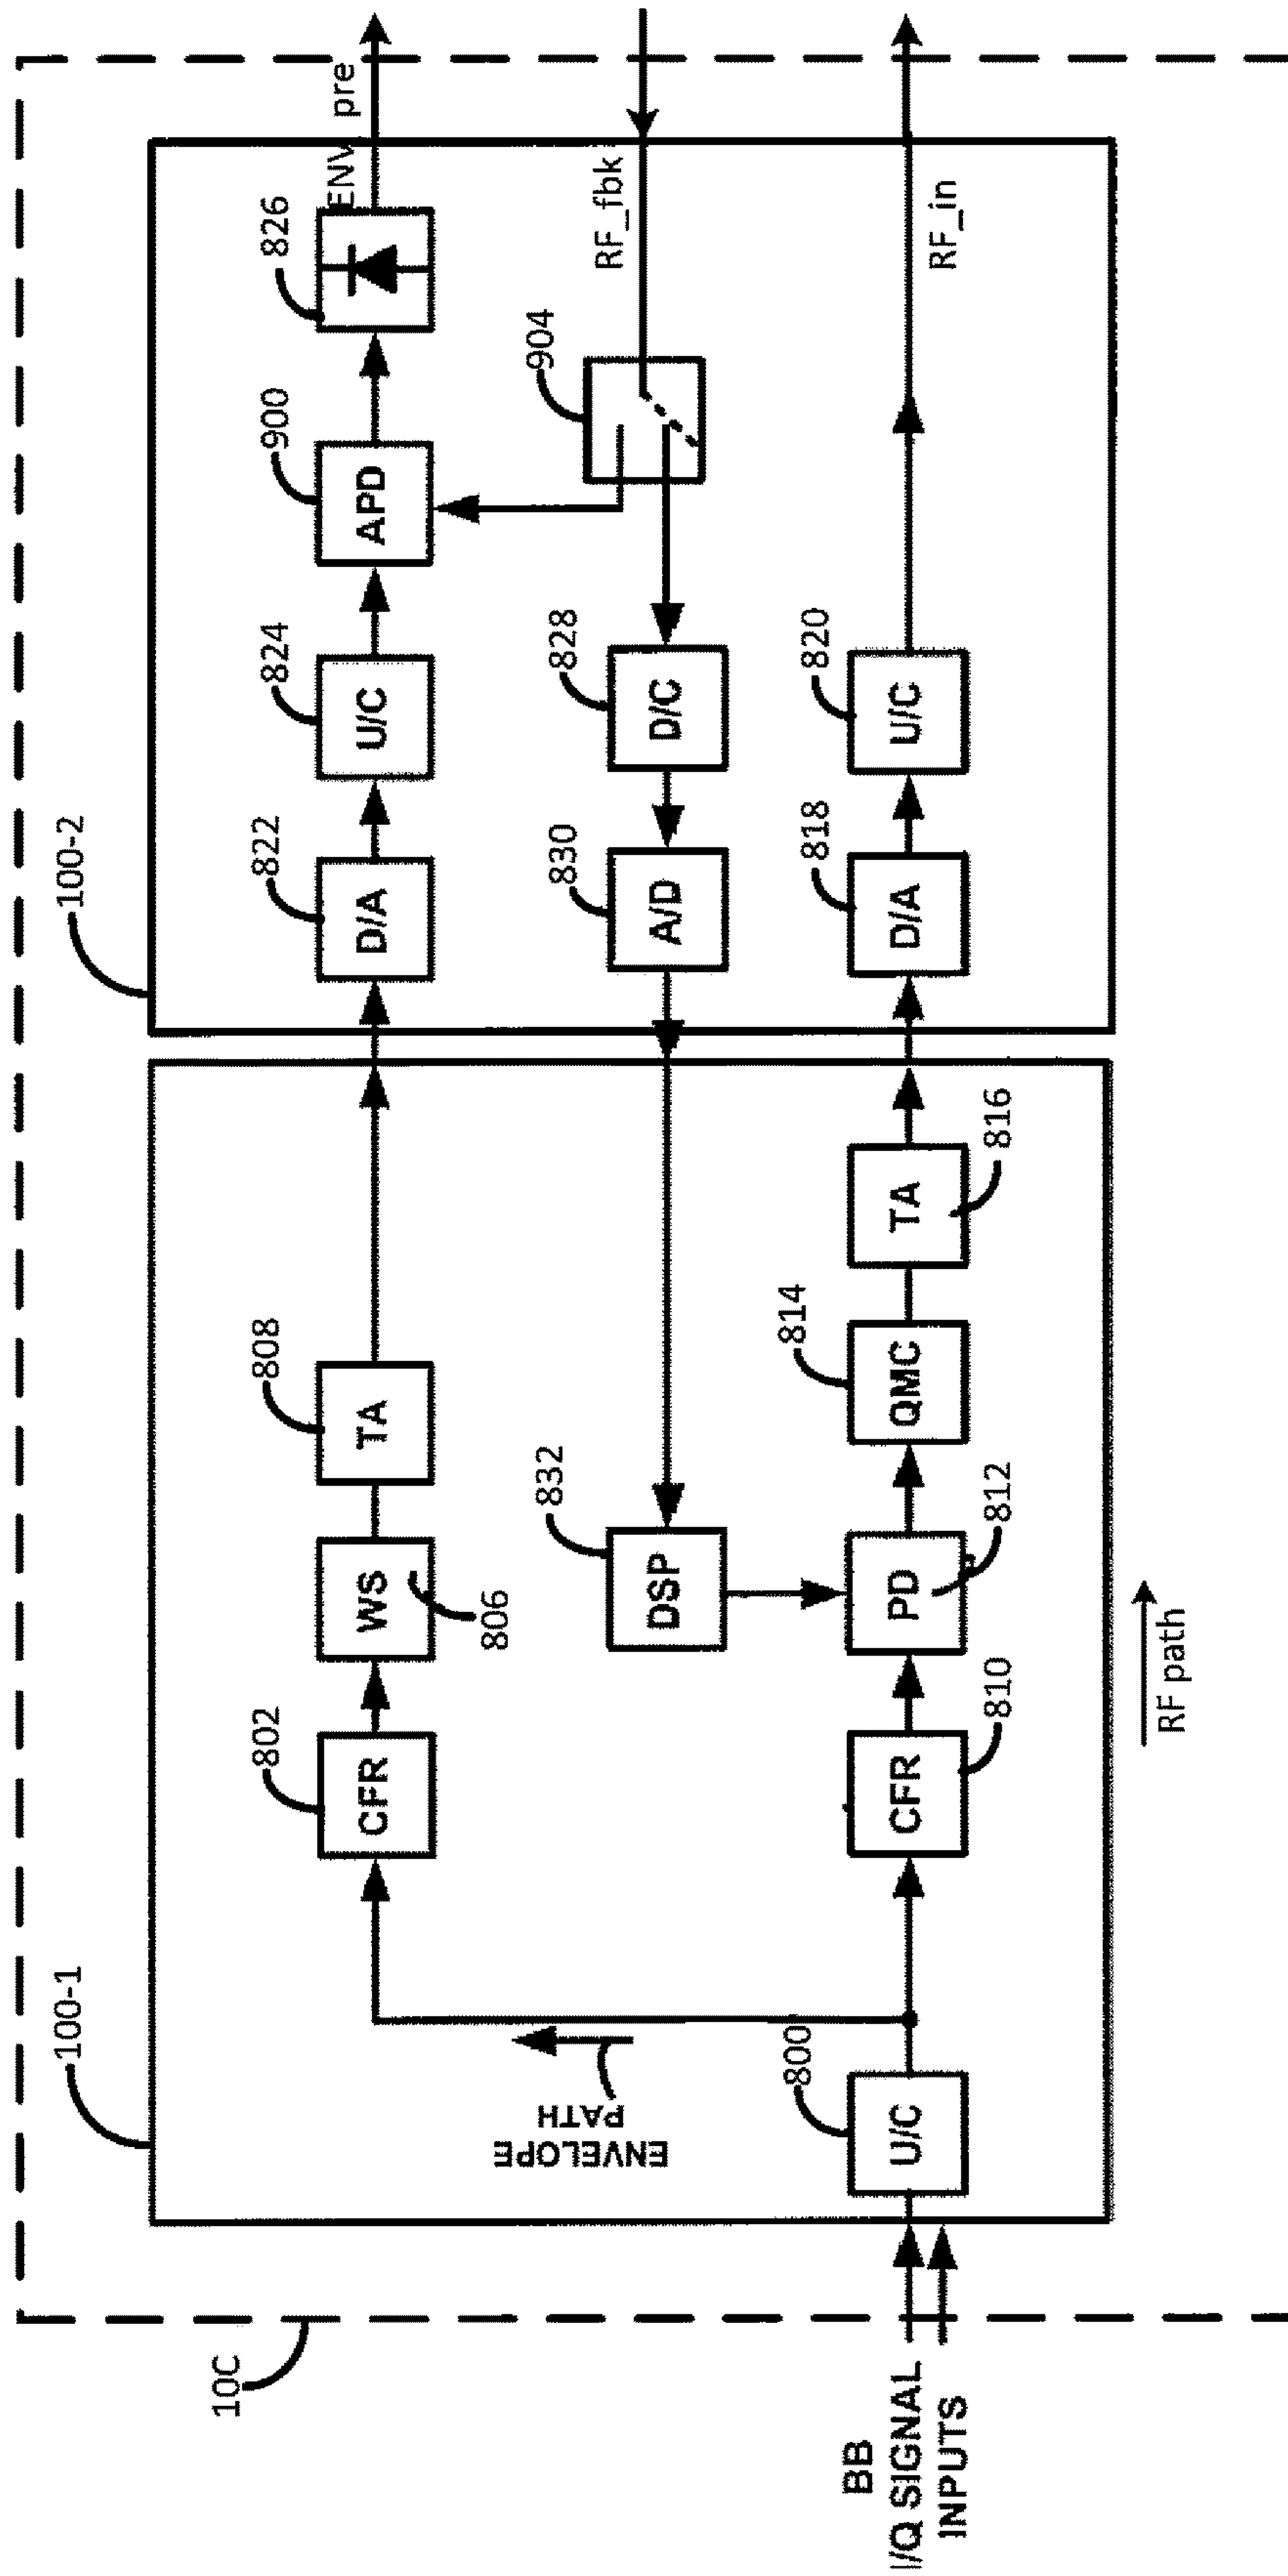 10C
100-1
100-2
802
CFR
WS
806
808
TA
822
D/A
824
U/C
900
APD
826
ENV pre
ENVELOPE
PATH
832
DSP
830
A/D
828
D/C
904
RF_fbk
BB
I/Q SIGNAL
INPUTS
800
U/C
CFR
810
PD
812
814
QMC
TA
816
818
D/A
820
U/C
RF_in
RF path